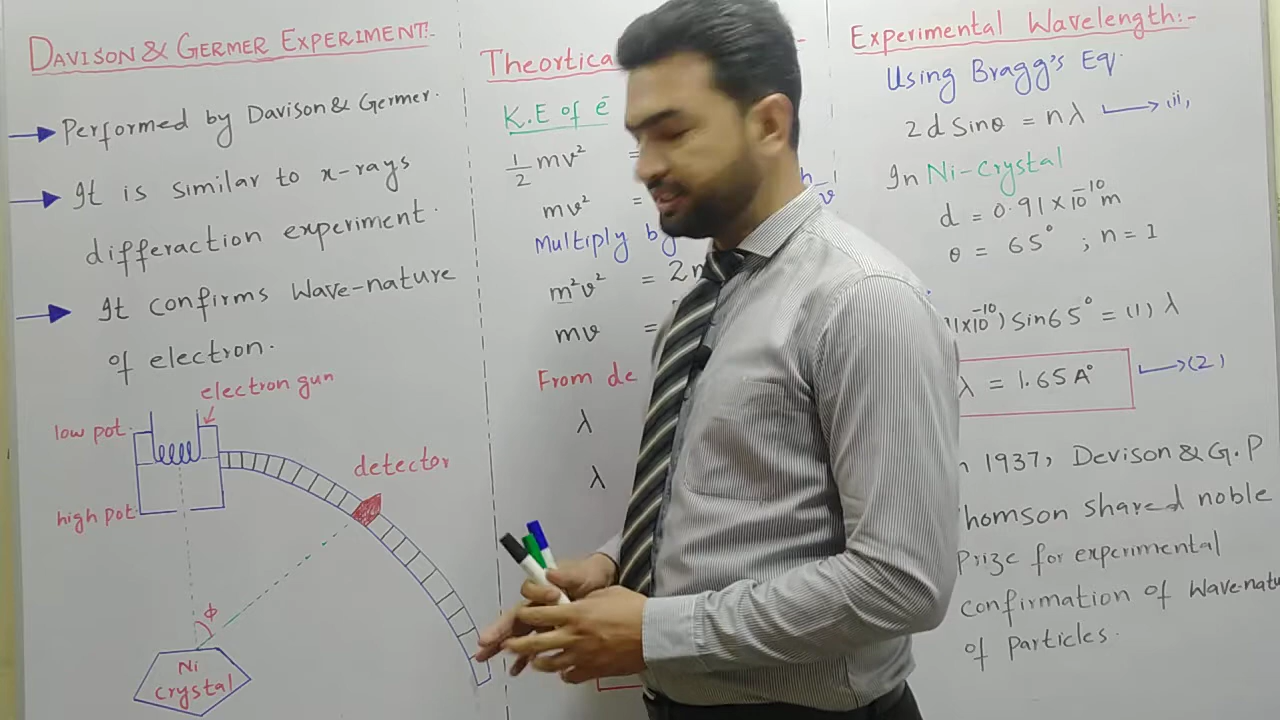 DAVISON & GERMER EXPERIMENT:-
Performed by Davison & Germer.
It is similar to x-rays
differaction experiment.
It confirms Wave-nature
of electron.
electron gun
low pot.
high pot.
detector
ϕ
Ni
crystal
K.E of e̅
1/2 mv² =
mv² =
Multiply by
m²v² = 2m
mv =
From de
λ
λ
Experimental Wavelength:-
Using Bragg's Eq.
2d Sinθ = nλ
In Ni-crystal
d = 0.91×10⁻¹⁰ m
θ = 65° ; n = 1
Sin65° = (1) λ
λ = 1.65 A° (2)
1937, Devison & G.P
Thomson shared noble
Prize for experimental
confirmation of Wave-natu
of Particles.